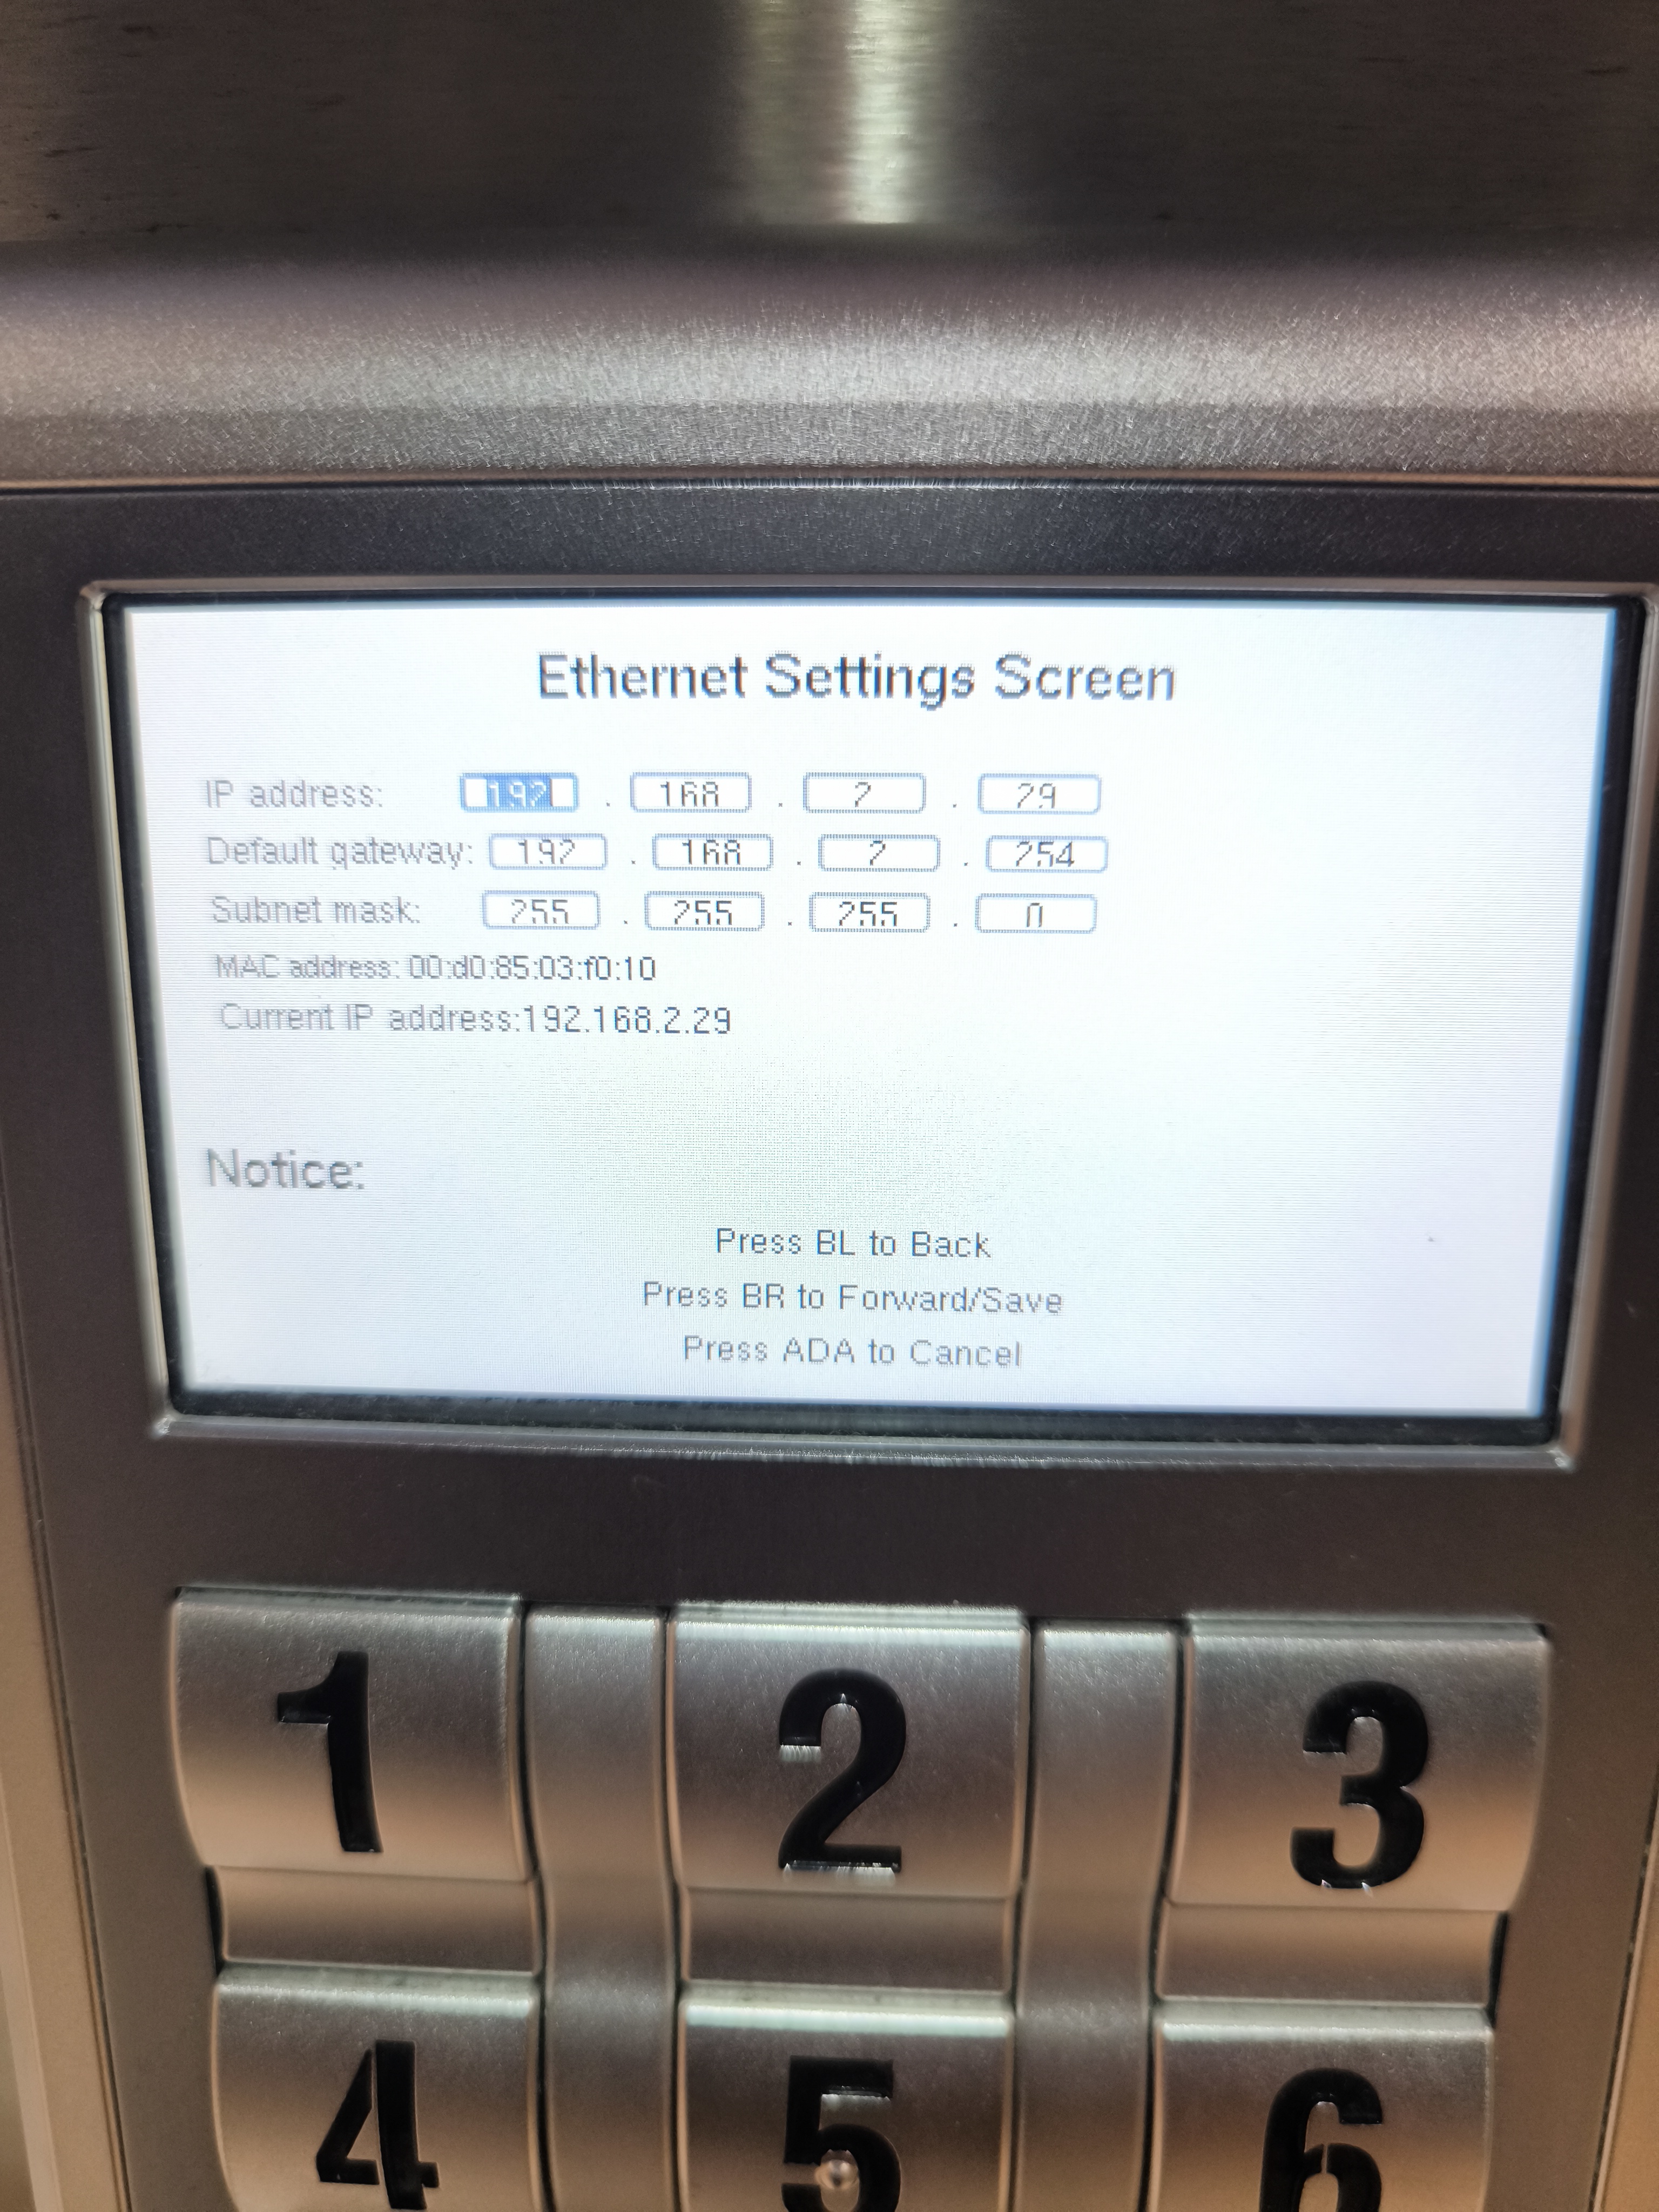 Ethernet Settings Screen
IP address: 192 . 168 . 2 . 29
Default gateway: 192 . 168 . 2 . 254
Subnet mask: 255 . 255 . 255 . 0
MAC address: 00:d0:85:03:f0:10
Current IP address:192.168.2.29
Notice:
Press BL to Back
Press BR to Forward/Save
Press ADA to Cancel
1 2 3
4 5 6